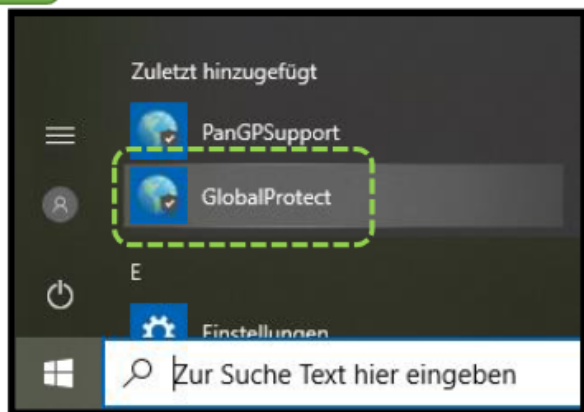 Zuletzt hinzugefügt
PanGPSupport
GlobalProtect
E
Einstellungen
Zur Suche Text hier eingeben